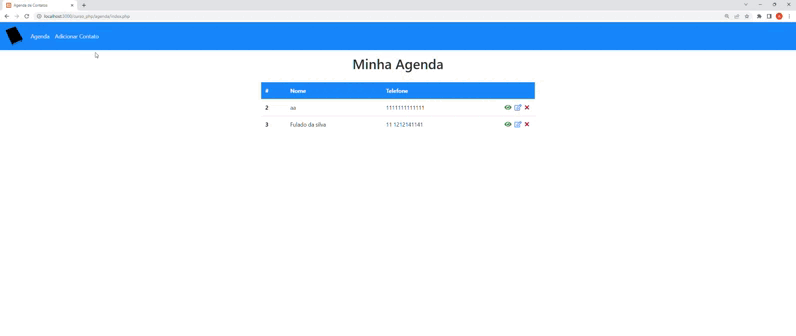 Agenda de Contatos
localhost:3000/curso_php/agenda/index.php
Agenda Adicionar Contato
Minha Agenda
# Nome Telefone
2 aa 1111111111111
3 Fulado da silva 11 1212141141